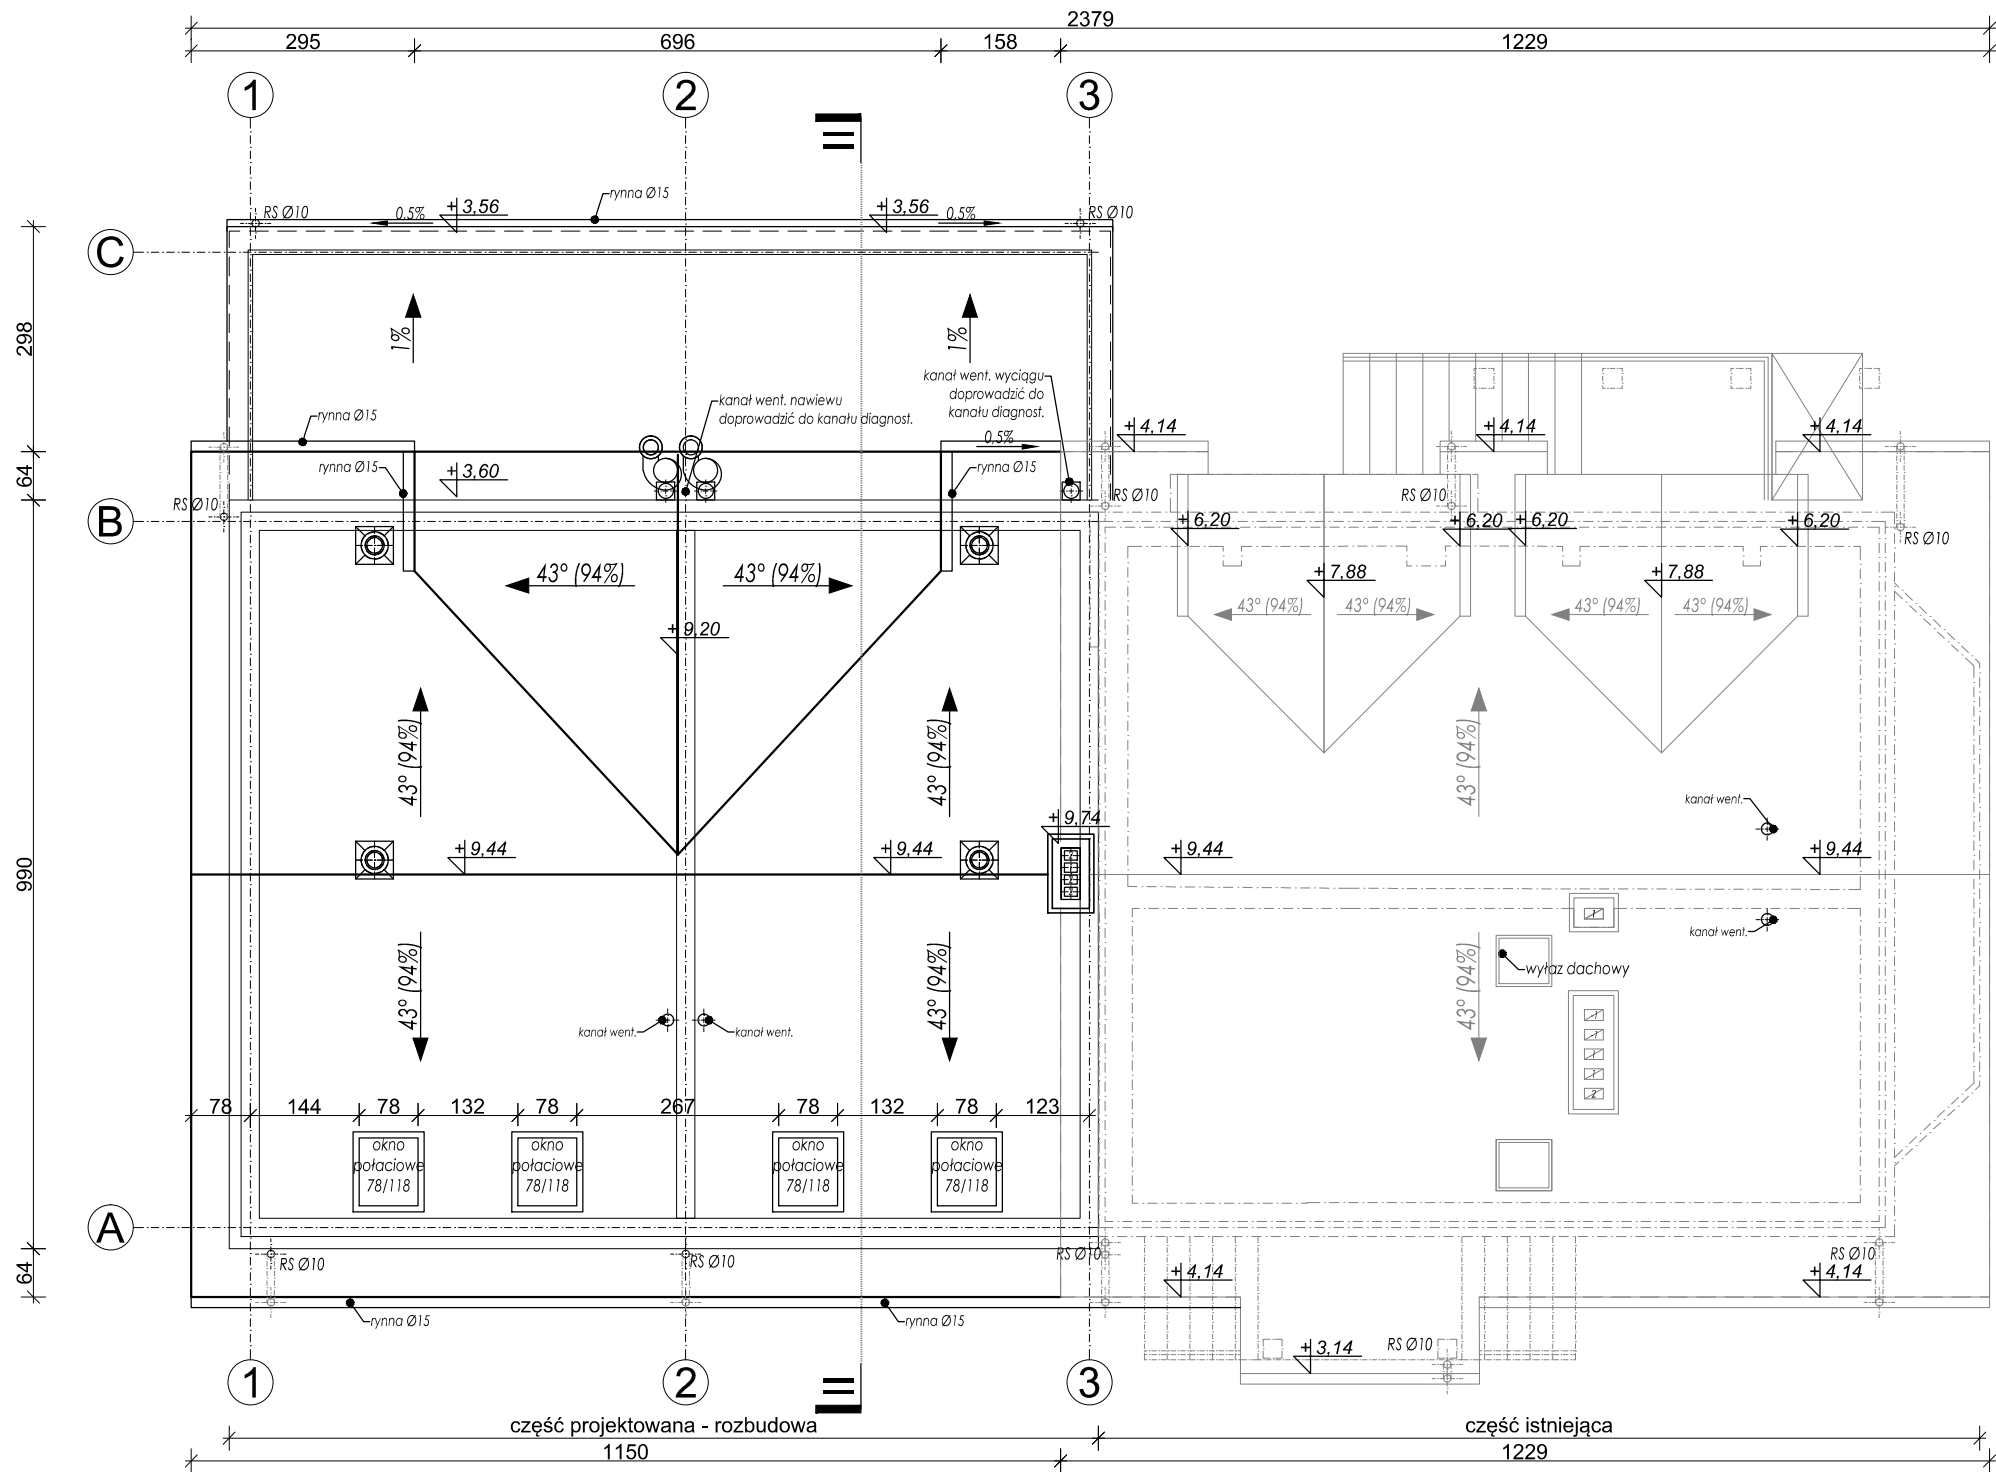 2379
295 696 158 1229
1 2 3
rynna Ø15
RS Ø10 0,5% + 3,56 + 3,56 0,5% RS Ø10
C
298
1% 1%
kanał went. wyciągu
doprowadzić do
kanału diagnost.
kanał went. nawiewu
doprowadzić do kanału diagnost.
rynna Ø15
0,5% + 4,14 + 4,14 + 4,14
64
rynna Ø15 + 3,60 rynna Ø15
RS Ø10 RS Ø10 RS Ø10
B
+ 6,20 + 6,20 + 6,20 + 6,20
RS Ø10
43° (94%) 43° (94%) + 7,88 + 7,88
43° (94%) 43° (94%) 43° (94%) 43° (94%)
+ 9,20
43° (94%) 43° (94%) 43° (94%)
kanał went.
+ 9,74
+ 9,44 + 9,44 + 9,44 + 9,44
990
1
kanał went.
43° (94%) 43° (94%) 43° (94%)
wyłaz dachowy
1
1
1
1
2
kanał went. kanał went.
78 144 78 132 78 267 78 132 78 123
okno
połaciowe
78/118
okno
połaciowe
78/118
okno
połaciowe
78/118
okno
połaciowe
78/118
A
RS Ø10 RS Ø10 RS Ø10 RS Ø10
64
+ 4,14 + 4,14
rynna Ø15 rynna Ø15
+ 3,14 RS Ø10
1 2 3
część projektowana - rozbudowa część istniejąca
1150 1229